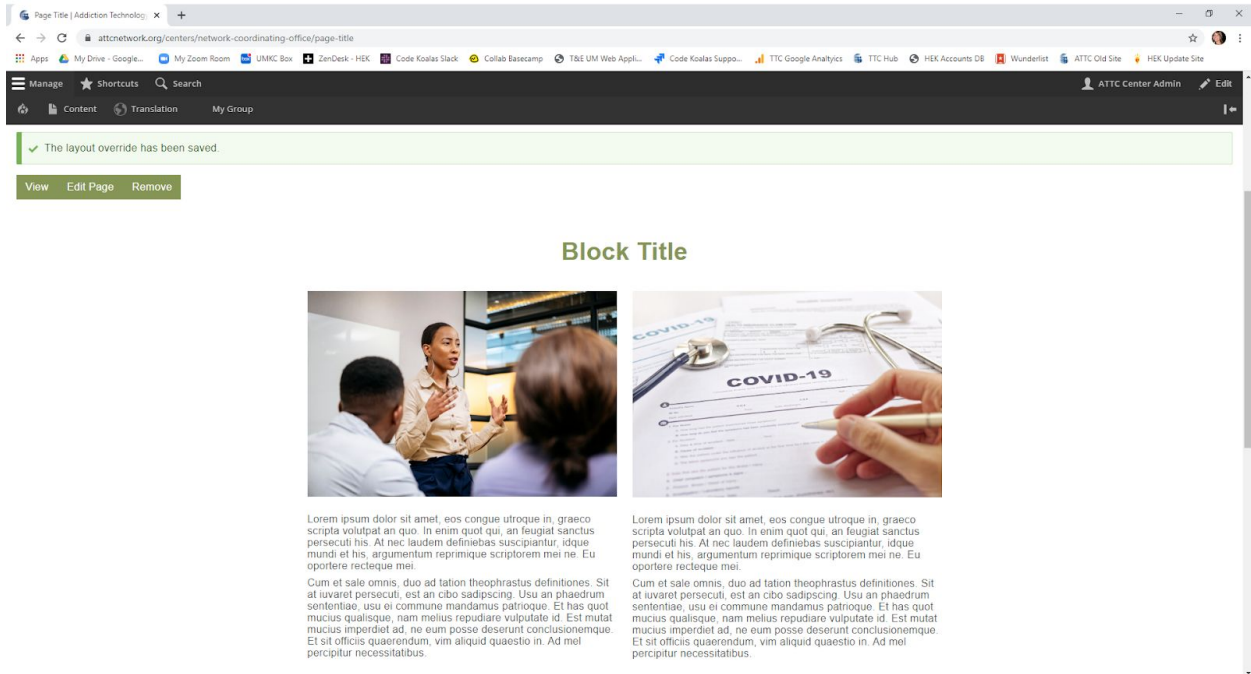 Page Title | Addiction Technolog
attcnetwork.org/centers/network-coordinating-office/page-title
Apps My Drive - Google... My Zoom Room UMKC Box ZenDesk - HEK Code Koalas Slack Collab Basecamp T&E UM Web Appli... Code Koalas Suppo... TTC Google Analtyics TTC Hub HEK Accounts DB Wunderlist ATTC Old Site HEK Update Site
Manage Shortcuts Search ATTC Center Admin Edit
Content Translation My Group
The layout override has been saved.
View Edit Page Remove
Block Title
COVID-19
COVID-19
Lorem ipsum dolor sit amet, eos congue utroque in, graeco
scripta volutpat an quo. In enim quot qui, an feugiat sanctus
persecuti his. At nec laudem definiebas suscipiantur, idque
mundi et his, argumentum reprimique scriptorem mei ne. Eu
oportere recteque mei.
Cum et sale omnis, duo ad tation theophrastus definitiones. Sit
at iuvaret persecuti, est an cibo sadipscing. Usu an phaedrum
sententiae, usu ei commune mandamus patrioque. Et has quot
mucius qualisque, nam melius repudiare vulputate id. Est mutat
mucius imperdiet ad, ne eum posse deserunt conclusionemque.
Et sit officiis quaerendum, vim aliquid quaestio in. Ad mel
percipitur necessitatibus.
Lorem ipsum dolor sit amet, eos congue utroque in, graeco
scripta volutpat an quo. In enim quot qui, an feugiat sanctus
persecuti his. At nec laudem definiebas suscipiantur, idque
mundi et his, argumentum reprimique scriptorem mei ne. Eu
oportere recteque mei.
Cum et sale omnis, duo ad tation theophrastus definitiones. Sit
at iuvaret persecuti, est an cibo sadipscing. Usu an phaedrum
sententiae, usu ei commune mandamus patrioque. Et has quot
mucius qualisque, nam melius repudiare vulputate id. Est mutat
mucius imperdiet ad, ne eum posse deserunt conclusionemque.
Et sit officiis quaerendum, vim aliquid quaestio in. Ad mel
percipitur necessitatibus.